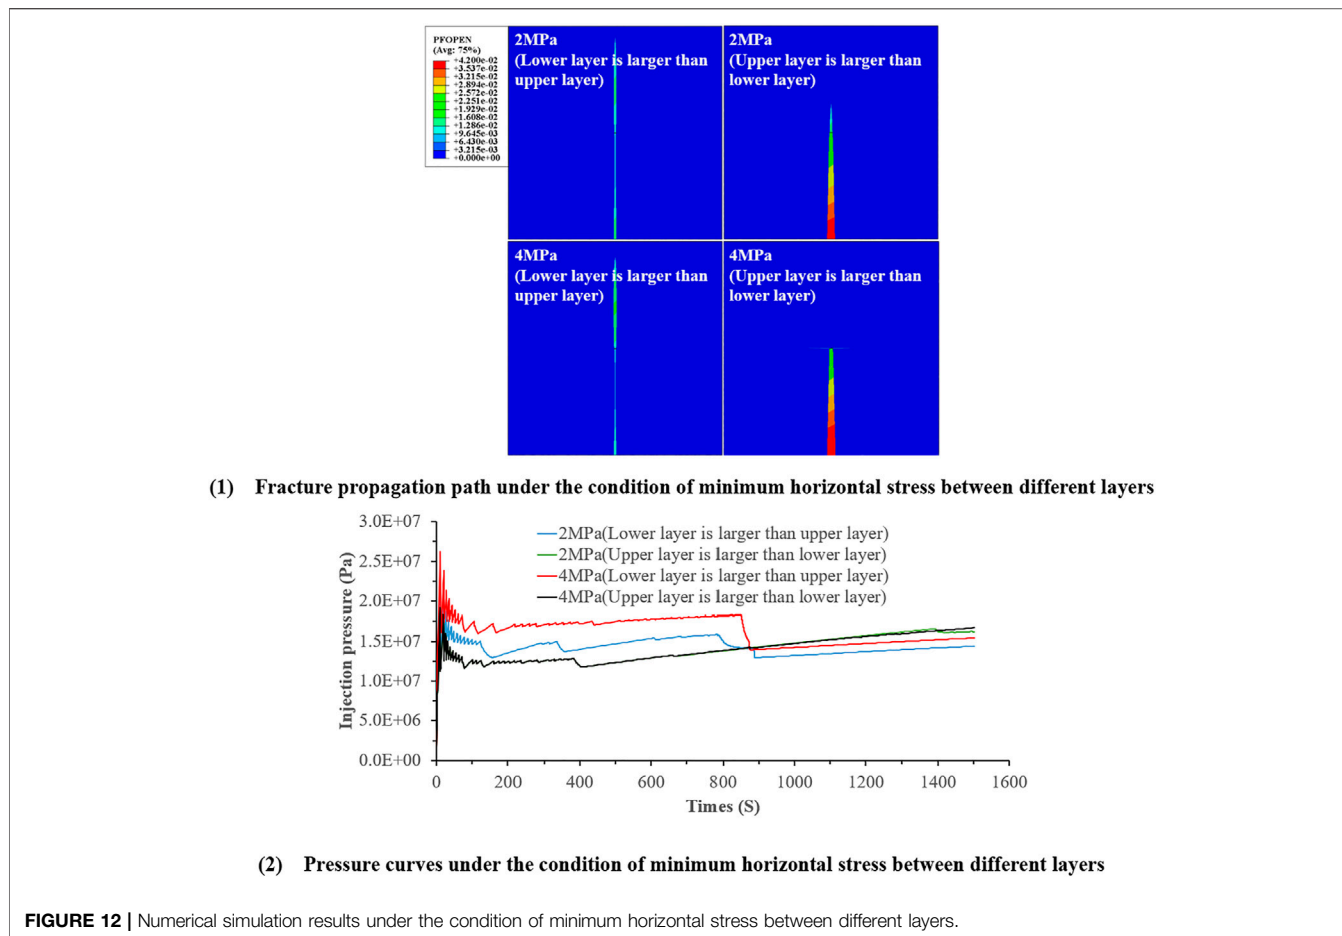 PFOPEN
(Avg: 75%)
+4.200e-02
+3.537e-02
+3.215e-02
+2.894e-02
+2.572e-02
+2.251e-02
+1.929e-02
+1.608e-02
+1.286e-02
+9.645e-03
+6.430e-03
+3.215e-03
+0.000e+00
2MPa
(Lower layer is larger than
upper layer)
2MPa
(Upper layer is larger than
lower layer)
4MPa
(Lower layer is larger than
upper layer)
4MPa
(Upper layer is larger than
lower layer)
(1) Fracture propagation path under the condition of minimum horizontal stress between different layers
3.0E+07
2.5E+07
2.0E+07
1.5E+07
1.0E+07
5.0E+06
0.0E+00
Injection pressure (Pa)
2MPa(Lower layer is larger than upper layer)
2MPa(Upper layer is larger than lower layer)
4MPa(Lower layer is larger than upper layer)
4MPa(Upper layer is larger than lower layer)
0 200 400 600 800 1000 1200 1400 1600
Times (S)
(2) Pressure curves under the condition of minimum horizontal stress between different layers
FIGURE 12 | Numerical simulation results under the condition of minimum horizontal stress between different layers.